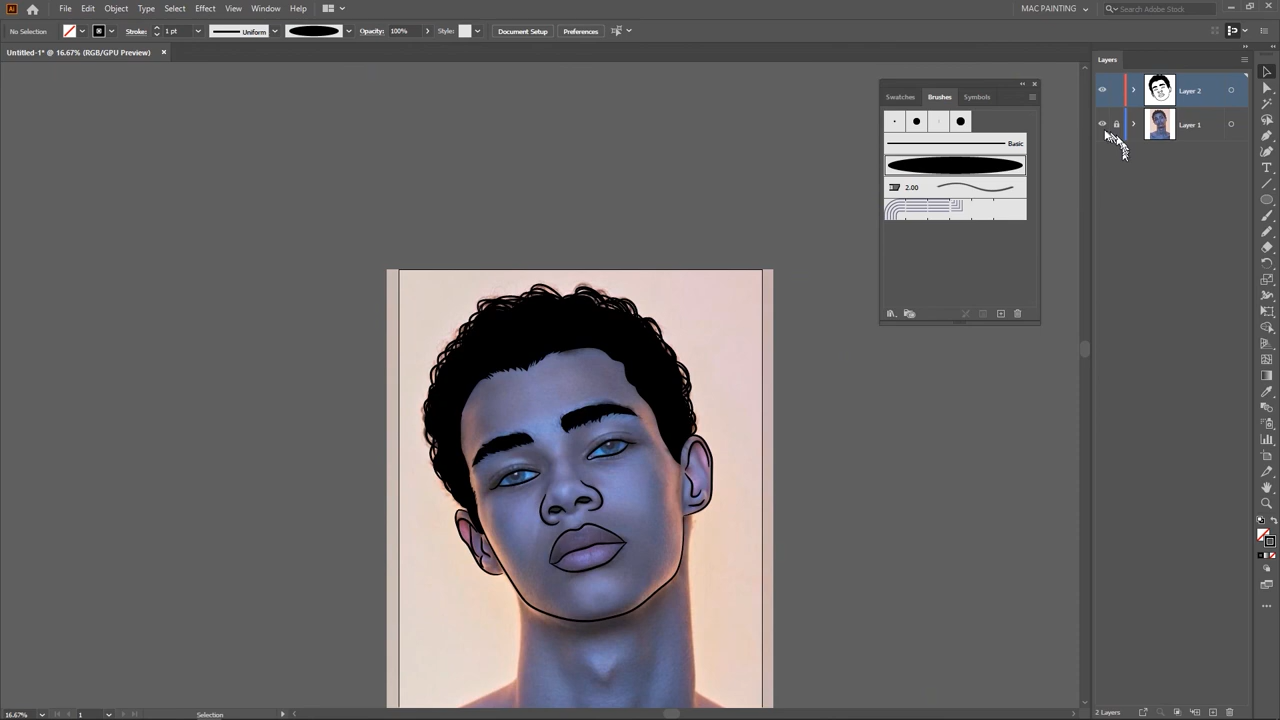 Ai File Edit Object Type Select Effect View Window Help MAC PAINTING Search Adobe Stock
No Selection Stroke: 1 pt Uniform Opacity: 100% Style: Document Setup Preferences
Untitled-1* @ 16.67% (RGB/GPU Preview)
Layers
Layer 2
Layer 1
Swatches Brushes Symbols
Basic
2.00
16.67% 1 Selection
2 Layers